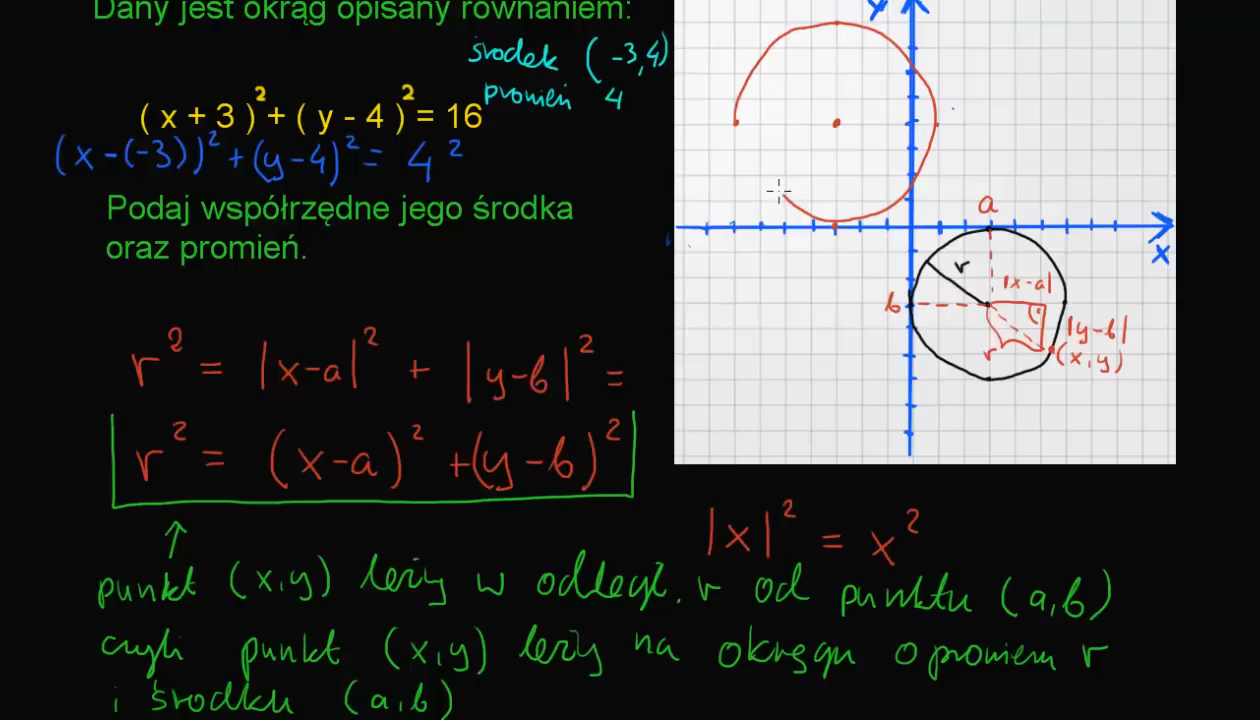 Dany jest okrąg opisany równaniem:
środek (-3,4)
promień 4
( x + 3 )² + ( y - 4 )² = 16
(x-(-3))² + (y-4)² = 4²
Podaj współrzędne jego środka
oraz promień.
r² = |x-a|² + |y-b|² =
r² = (x-a)² + (y-b)²
y
x
a
r
|x-a|
b
|y-b|
r
(x,y)
|x|² = x²
punkt (x,y) leży w odległ. r od punktu (a,b)
czyli punkt (x,y) leży na okręgu o promieniu r
i środku (a,b)